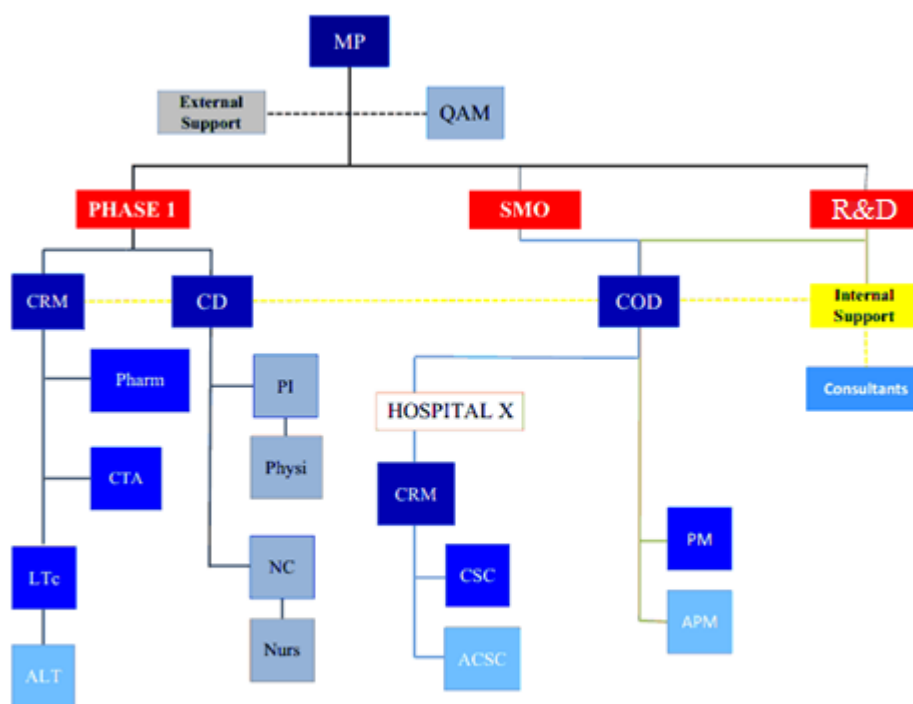 MP
External
Support
QAM
PHASE 1
SMO
R&D
CRM
CD
COD
Internal
Support
Pharm
PI
Consultants
HOSPITAL X
Physi
CTA
CRM
PM
LTc
NC
CSC
APM
Nurs
ACSC
ALT